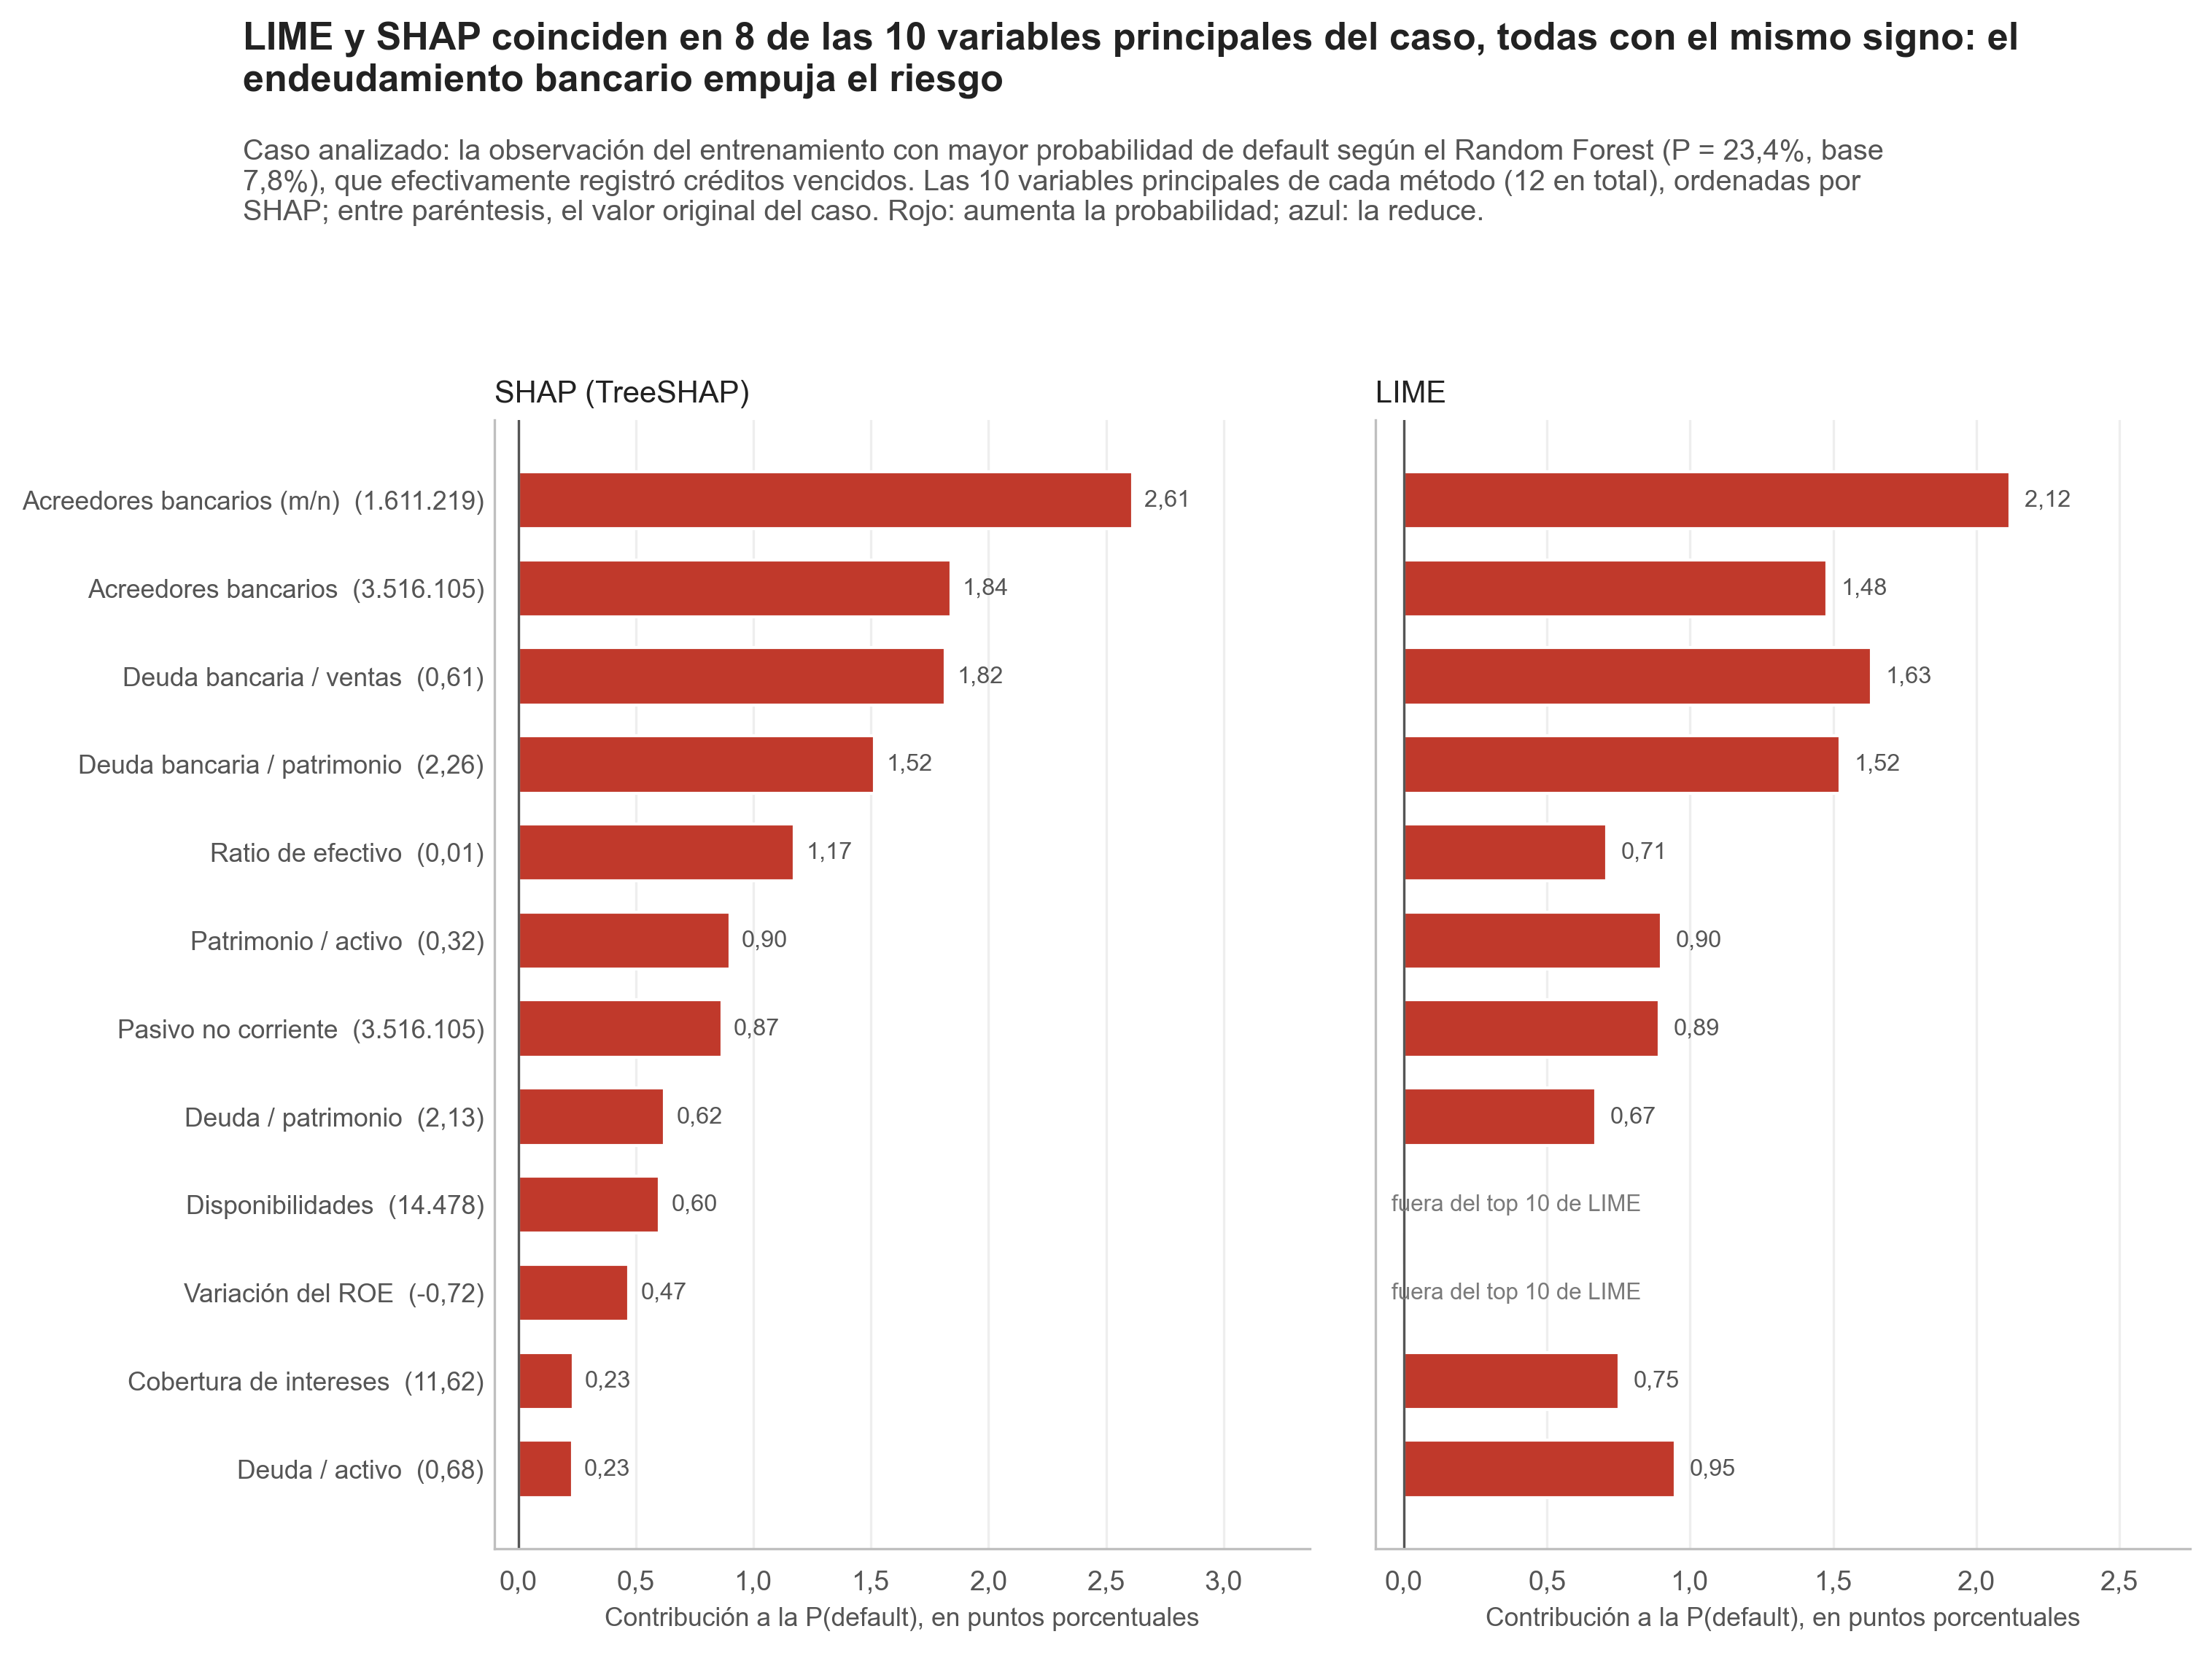 LIME y SHAP coinciden en 8 de las 10 variables principales del caso, todas con el mismo signo: el
endeudamiento bancario empuja el riesgo
Caso analizado: la observación del entrenamiento con mayor probabilidad de default según el Random Forest (P = 23,4%, base
7,8%), que efectivamente registró créditos vencidos. Las 10 variables principales de cada método (12 en total), ordenadas por
SHAP; entre paréntesis, el valor original del caso. Rojo: aumenta la probabilidad; azul: la reduce.
SHAP (TreeSHAP)
Acreedores bancarios (m/n) (1.611.219) 2,61
Acreedores bancarios (3.516.105) 1,84
Deuda bancaria / ventas (0,61) 1,82
Deuda bancaria / patrimonio (2,26) 1,52
Ratio de efectivo (0,01) 1,17
Patrimonio / activo (0,32) 0,90
Pasivo no corriente (3.516.105) 0,87
Deuda / patrimonio (2,13) 0,62
Disponibilidades (14.478) 0,60
Variación del ROE (-0,72) 0,47
Cobertura de intereses (11,62) 0,23
Deuda / activo (0,68) 0,23
0,0 0,5 1,0 1,5 2,0 2,5 3,0
Contribución a la P(default), en puntos porcentuales
LIME
2,12
1,48
1,63
1,52
0,71
0,90
0,89
0,67
fuera del top 10 de LIME
fuera del top 10 de LIME
0,75
0,95
0,0 0,5 1,0 1,5 2,0 2,5
Contribución a la P(default), en puntos porcentuales